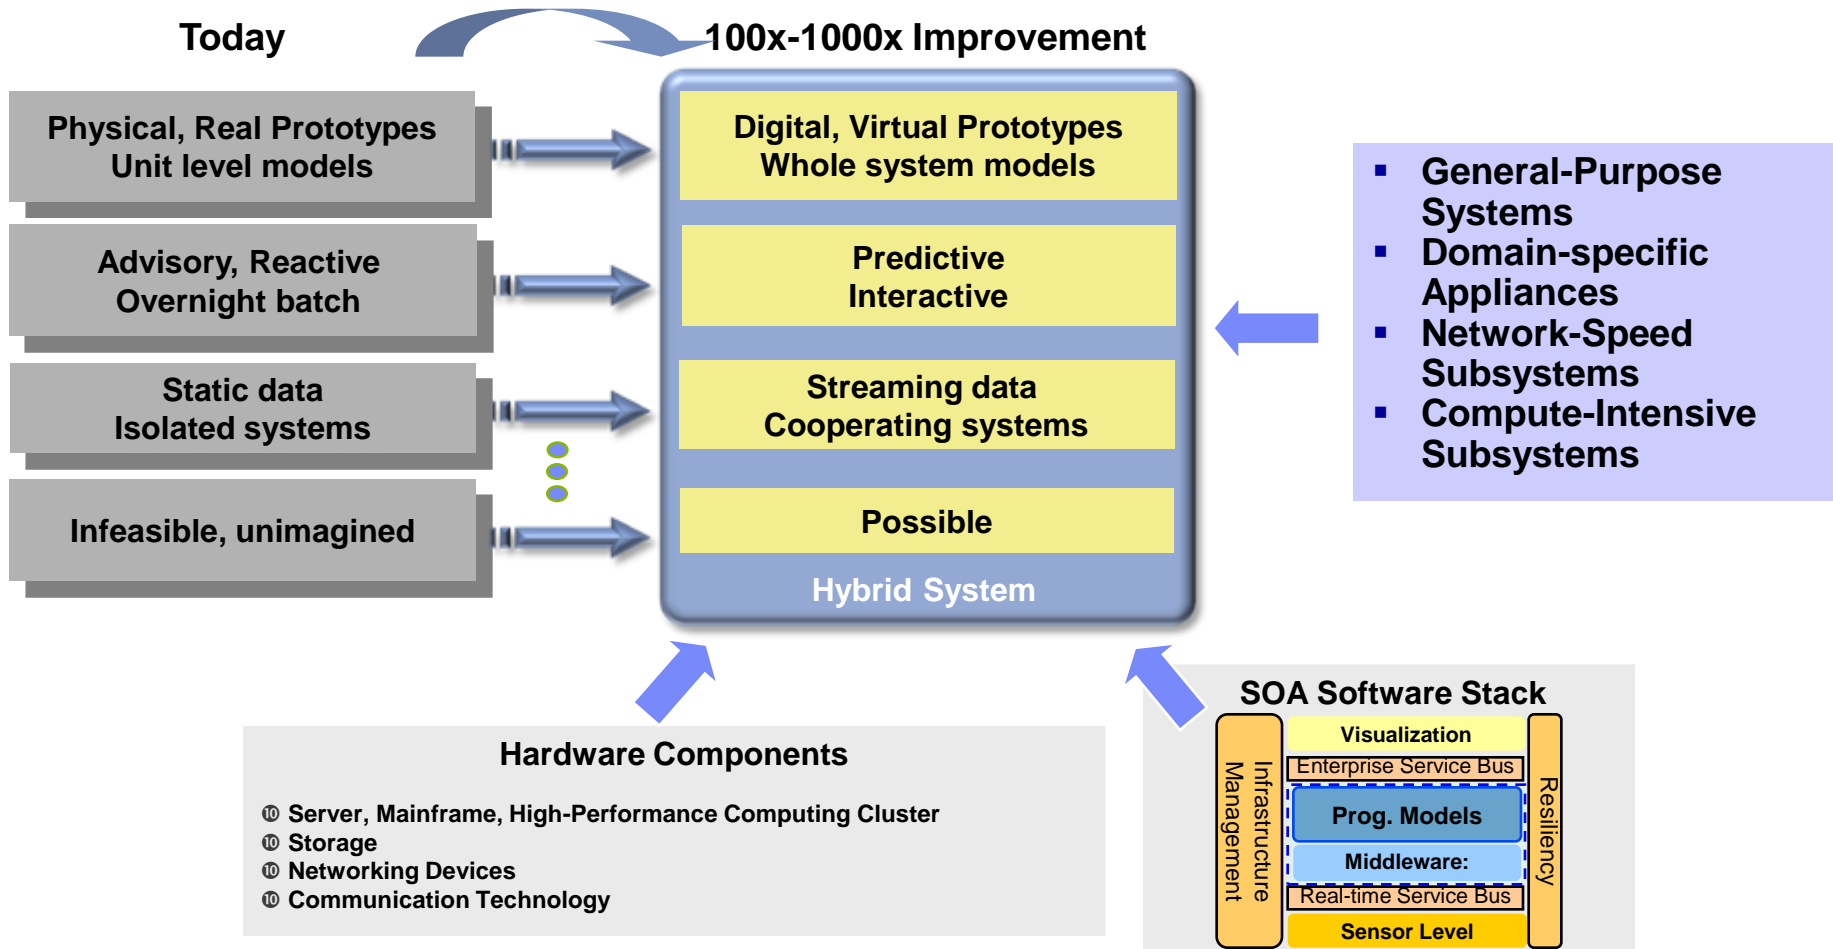 Today
100x-1000x Improvement
Physical, Real Prototypes
Unit level models
Digital, Virtual Prototypes
Whole system models
Advisory, Reactive
Overnight batch
Predictive
Interactive
Static data
Isolated systems
Streaming data
Cooperating systems
Infeasible, unimagined
Possible
Hybrid System
▪ General-Purpose
Systems
▪ Domain-specific
Appliances
▪ Network-Speed
Subsystems
▪ Compute-Intensive
Subsystems
Hardware Components
❿ Server, Mainframe, High-Performance Computing Cluster
❿ Storage
❿ Networking Devices
❿ Communication Technology
SOA Software Stack
Infrastructure
Management
Visualization
Enterprise Service Bus
Prog. Models
Middleware:
Real-time Service Bus
Sensor Level
Resiliency